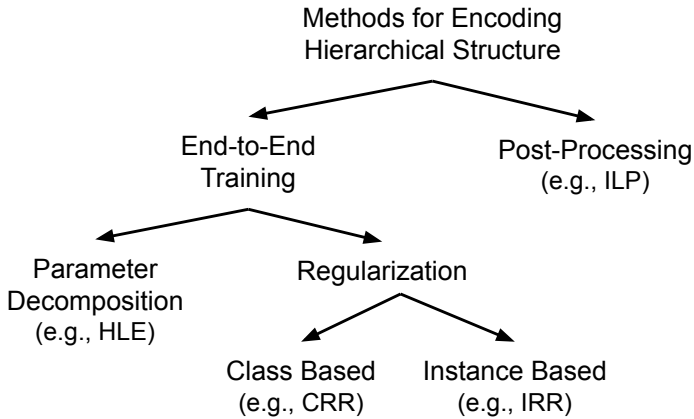 Methods for Encoding
Hierarchical Structure
End-to-End
Training
Post-Processing
(e.g., ILP)
Parameter
Decomposition
(e.g., HLE)
Regularization
Class Based
(e.g., CRR)
Instance Based
(e.g., IRR)